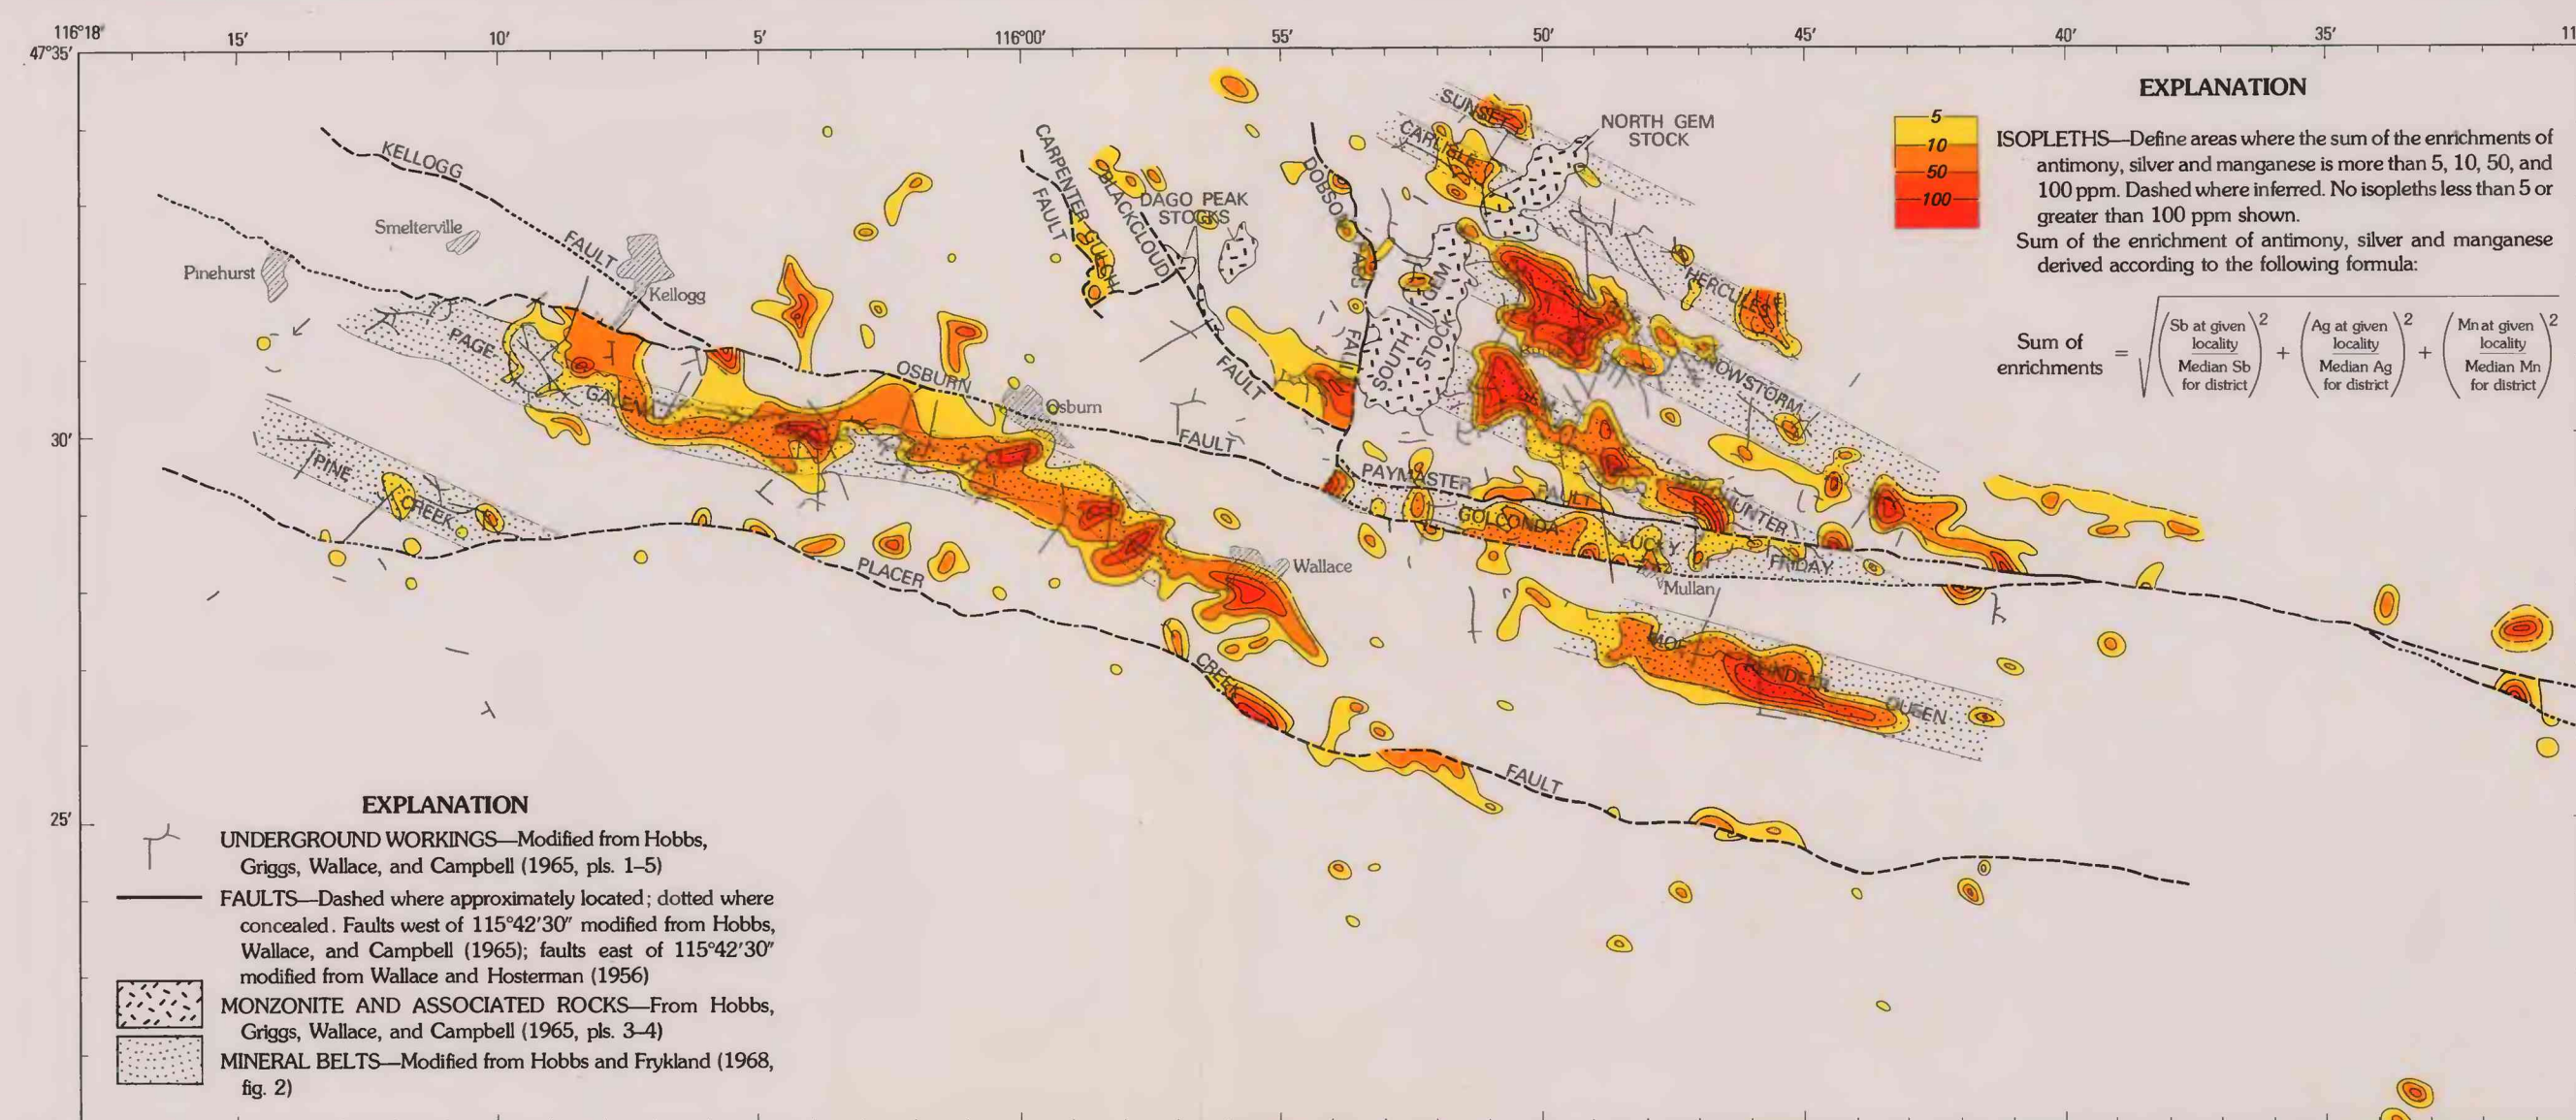 116°18′
15′
10′
5′
116°00′
55′
50′
45′
40′
35′
47°35′
30′
25′
KELLOGG
FAULT
Smelterville
Pinehurst
Kellogg
PAGE
GALENA
PINE
CREEK
OSBURN
Osburn
FAULT
PLACER
CREEK
FAULT
CARPENTER
GULCH
FAULT
BLACKCLOUD
FAULT
DAGO PEAK
STOCKS
DOBSON
PASS
FAULT
SUNSET
CARLISLE
NORTH GEM
STOCK
SOUTH GEM
STOCK
HERCULES
SNOWSTORM
Burke
PAYMASTER
FAULT
GOLCONDA
LUCKY
FRIDAY
HUNTER
Mullan
Wallace
REINDEER
QUEEN
EXPLANATION
5
10
50
100
ISOPLETHS—Define areas where the sum of the enrichments of
antimony, silver and manganese is more than 5, 10, 50, and
100 ppm. Dashed where inferred. No isopleths less than 5 or
greater than 100 ppm shown.
Sum of the enrichment of antimony, silver and manganese
derived according to the following formula:
Sum of
enrichments
=
√
(Sb at given
locality
Median Sb
for district)2
+
(Ag at given
locality
Median Ag
for district)2
+
(Mn at given
locality
Median Mn
for district)2
EXPLANATION
UNDERGROUND WORKINGS—Modified from Hobbs,
Griggs, Wallace, and Campbell (1965, pls. 1–5)
FAULTS—Dashed where approximately located; dotted where
concealed. Faults west of 115°42′30″ modified from Hobbs,
Wallace, and Campbell (1965); faults east of 115°42′30″
modified from Wallace and Hosterman (1956)
MONZONITE AND ASSOCIATED ROCKS—From Hobbs,
Griggs, Wallace, and Campbell (1965, pls. 3–4)
MINERAL BELTS—Modified from Hobbs and Frykland (1968,
fig. 2)